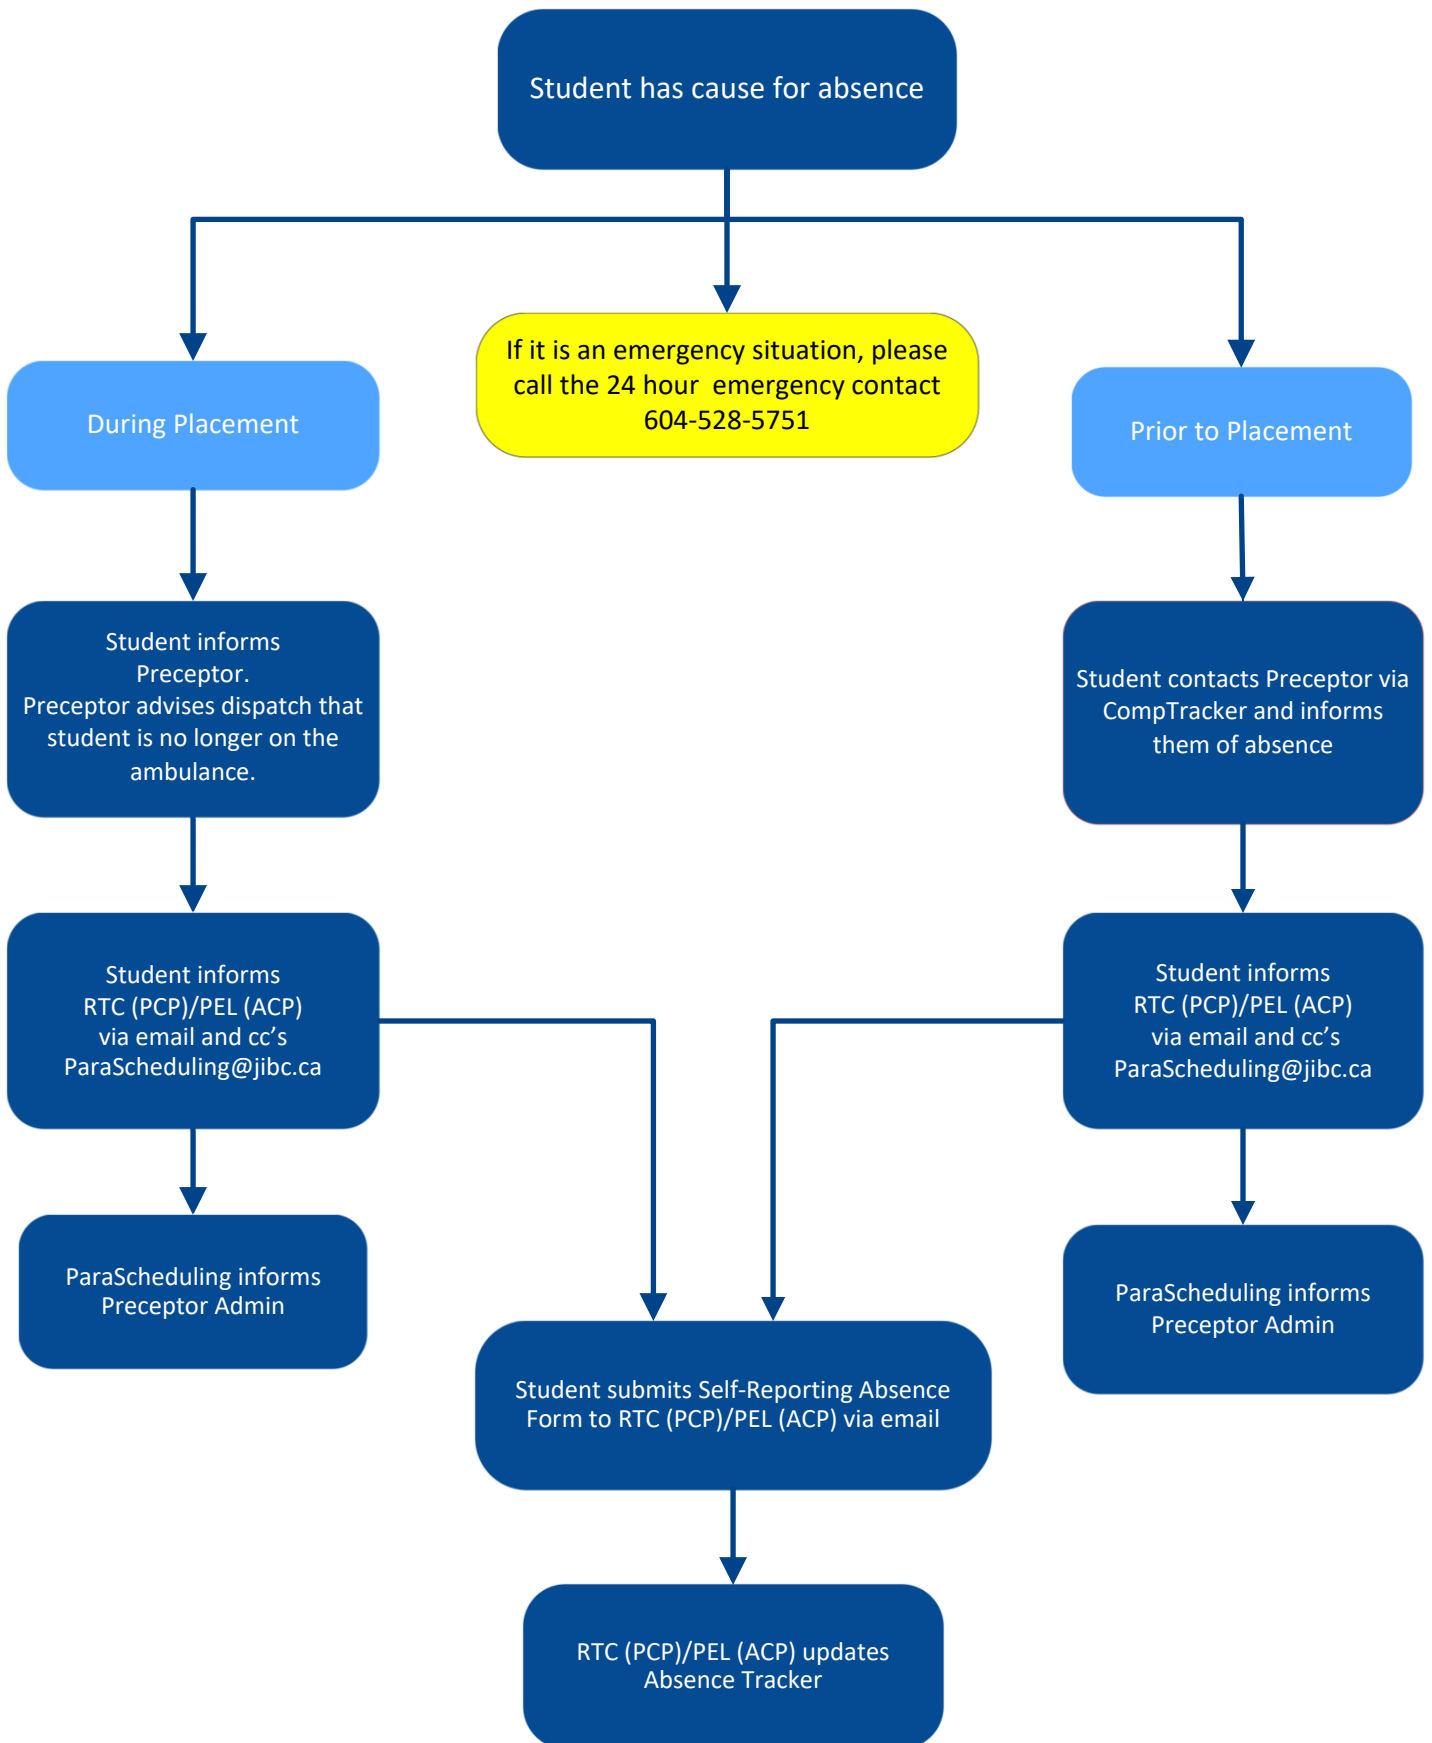 Student has cause for absence
If it is an emergency situation, please
call the 24 hour  emergency contact
604-528-5751
During Placement
Prior to Placement
Student informs
Preceptor.
Preceptor advises dispatch that
student is no longer on the
ambulance.
Student contacts Preceptor via
CompTracker and informs
them of absence
Student informs
RTC (PCP)/PEL (ACP)
via email and cc’s
ParaScheduling@jibc.ca
Student informs
RTC (PCP)/PEL (ACP)
via email and cc’s
ParaScheduling@jibc.ca
ParaScheduling informs
Preceptor Admin
ParaScheduling informs
Preceptor Admin
Student submits Self-Reporting Absence
Form to RTC (PCP)/PEL (ACP) via email
RTC (PCP)/PEL (ACP) updates
Absence Tracker